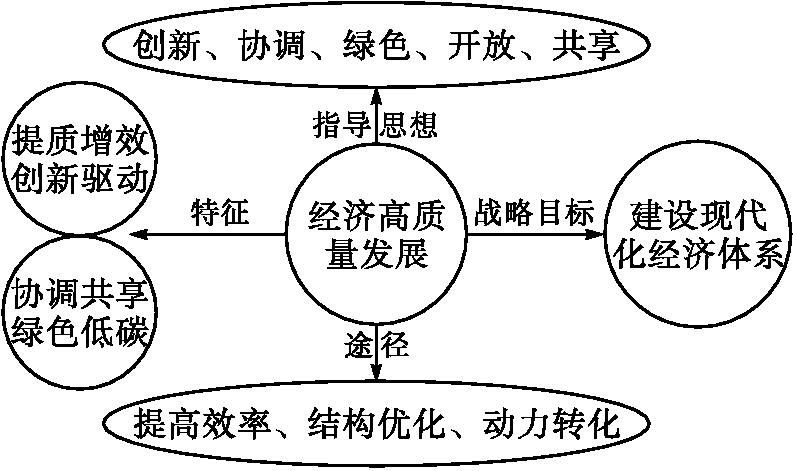 创新、协调、绿色、开放、共享
指导思想
提质增效
创新驱动
特征
经济高质
量发展
战略目标
建设现代
化经济体系
协调共享
绿色低碳
途径
提高效率、结构优化、动力转化